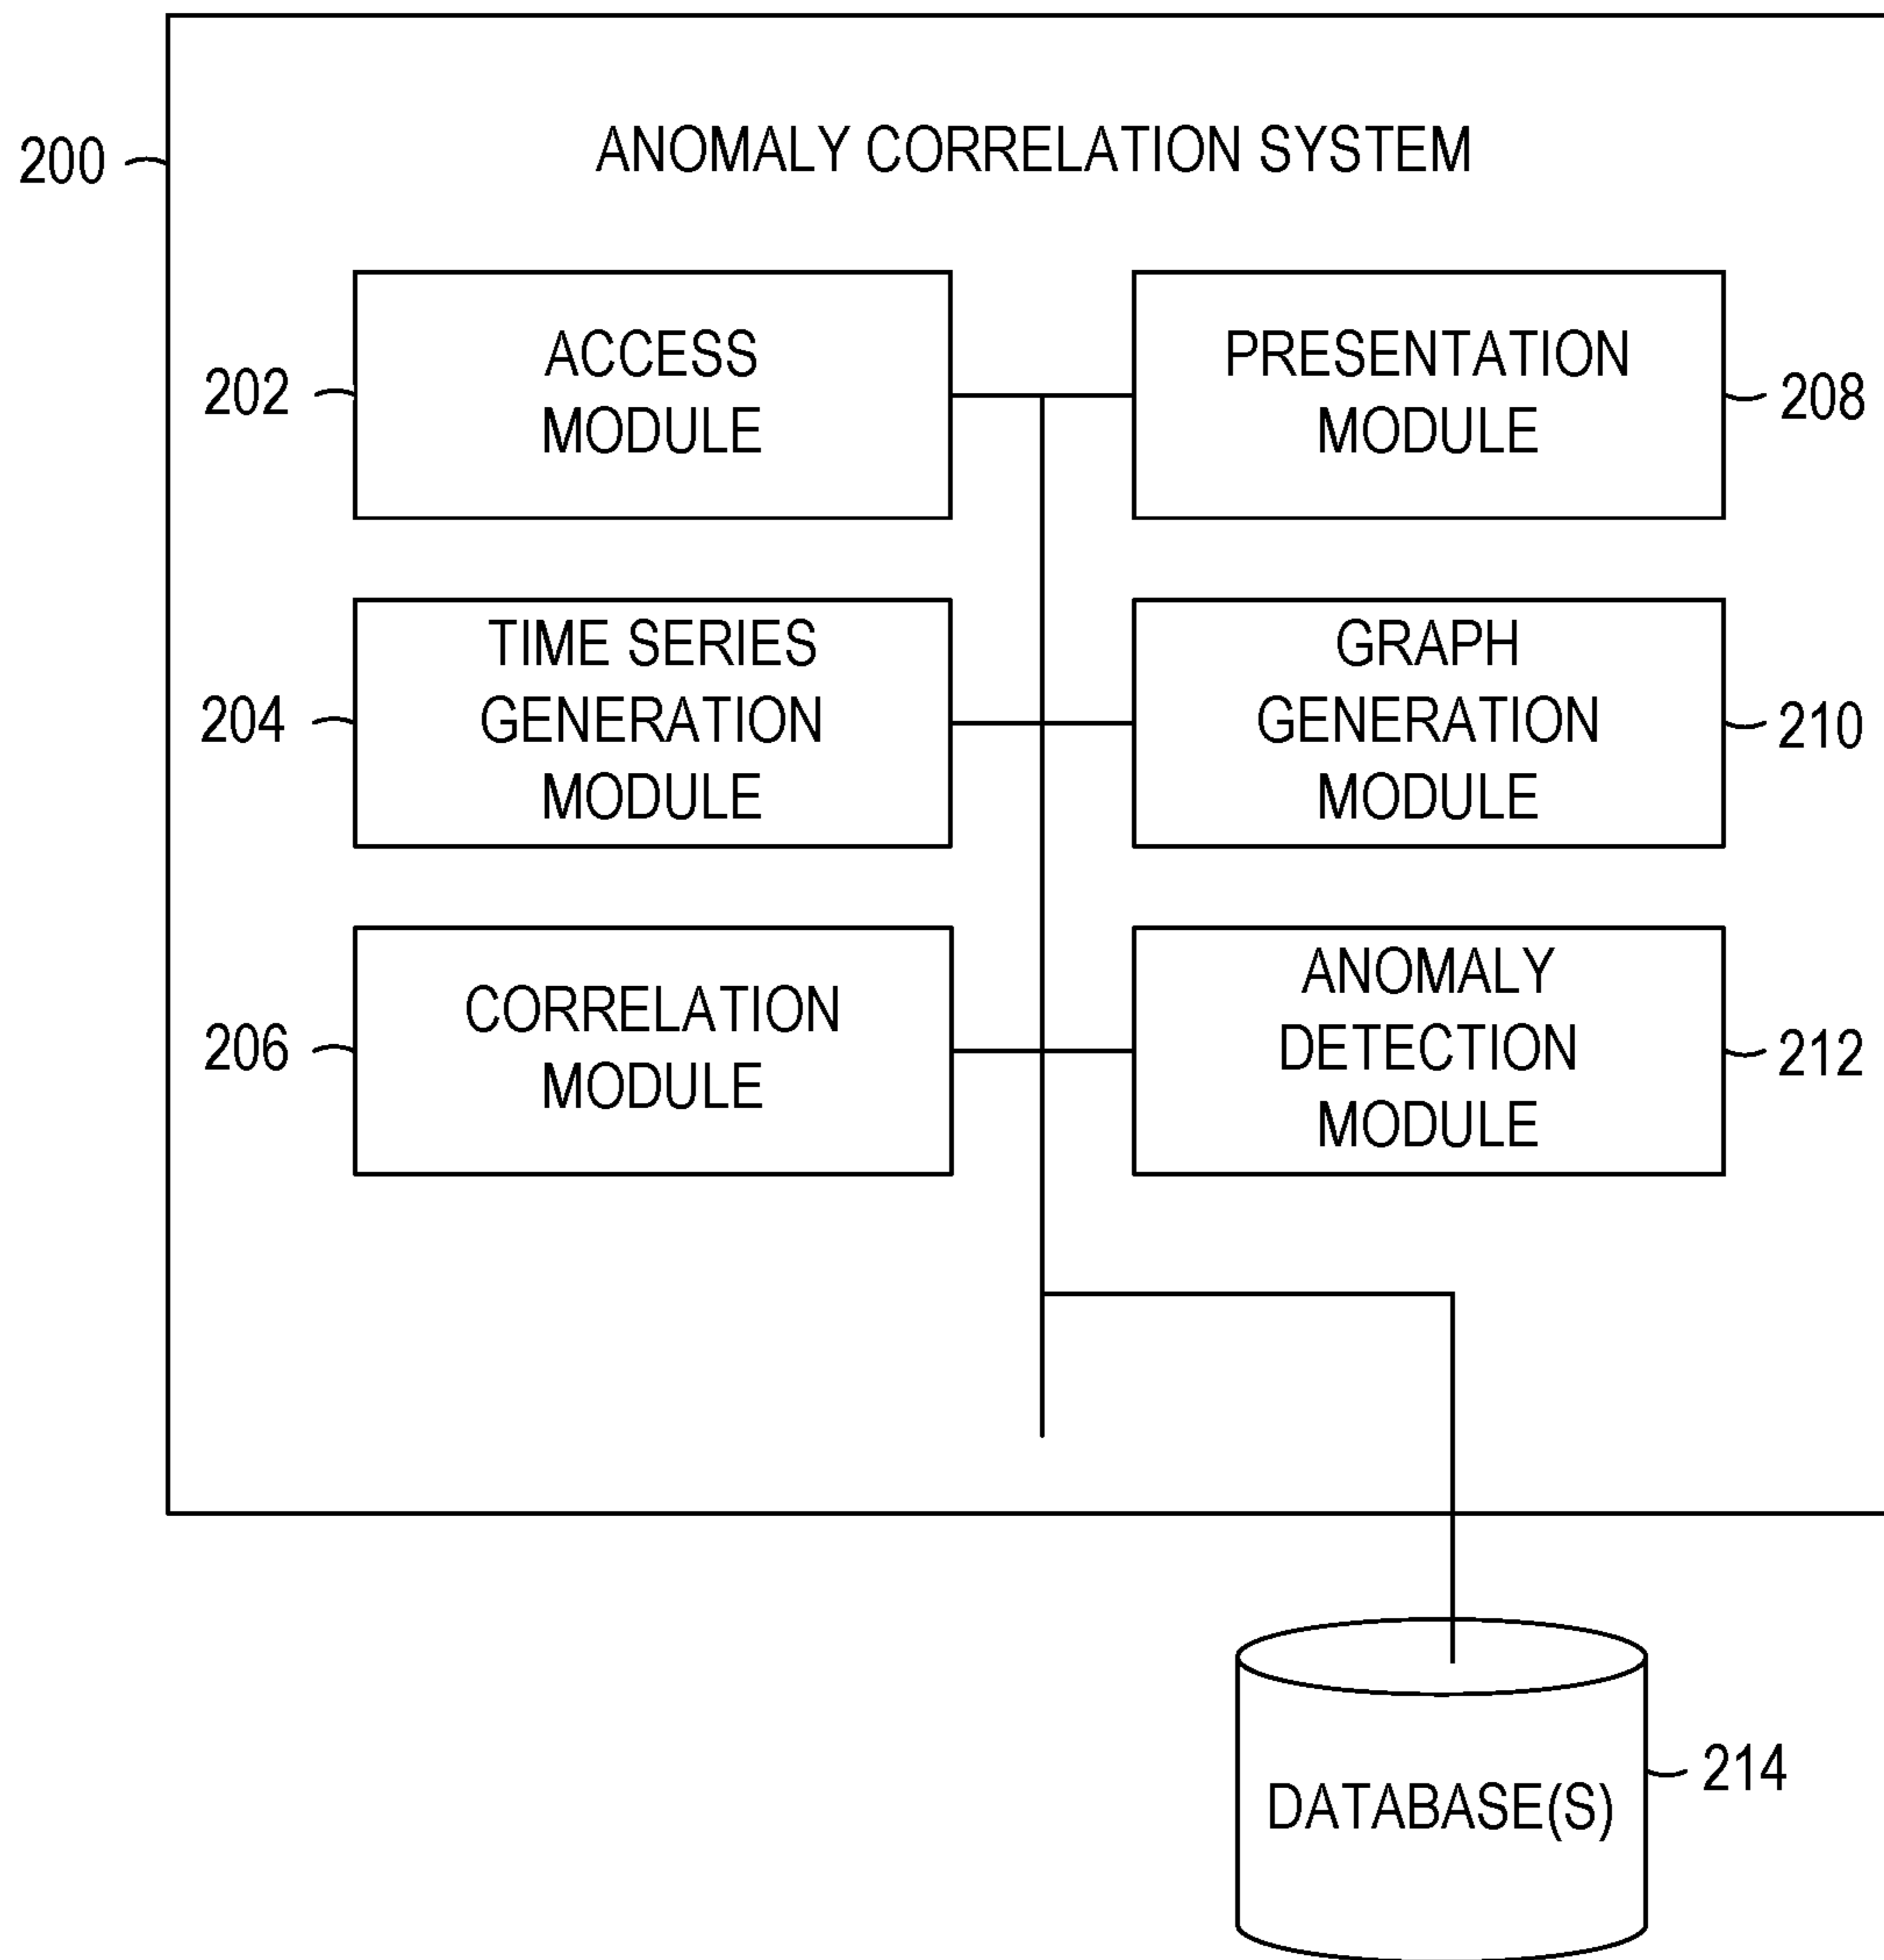 200
ANOMALY CORRELATION SYSTEM
202
ACCESS
MODULE
PRESENTATION
MODULE
208
204
TIME SERIES
GENERATION
MODULE
GRAPH
GENERATION
MODULE
210
206
CORRELATION
MODULE
ANOMALY
DETECTION
MODULE
212
DATABASE(S)
214